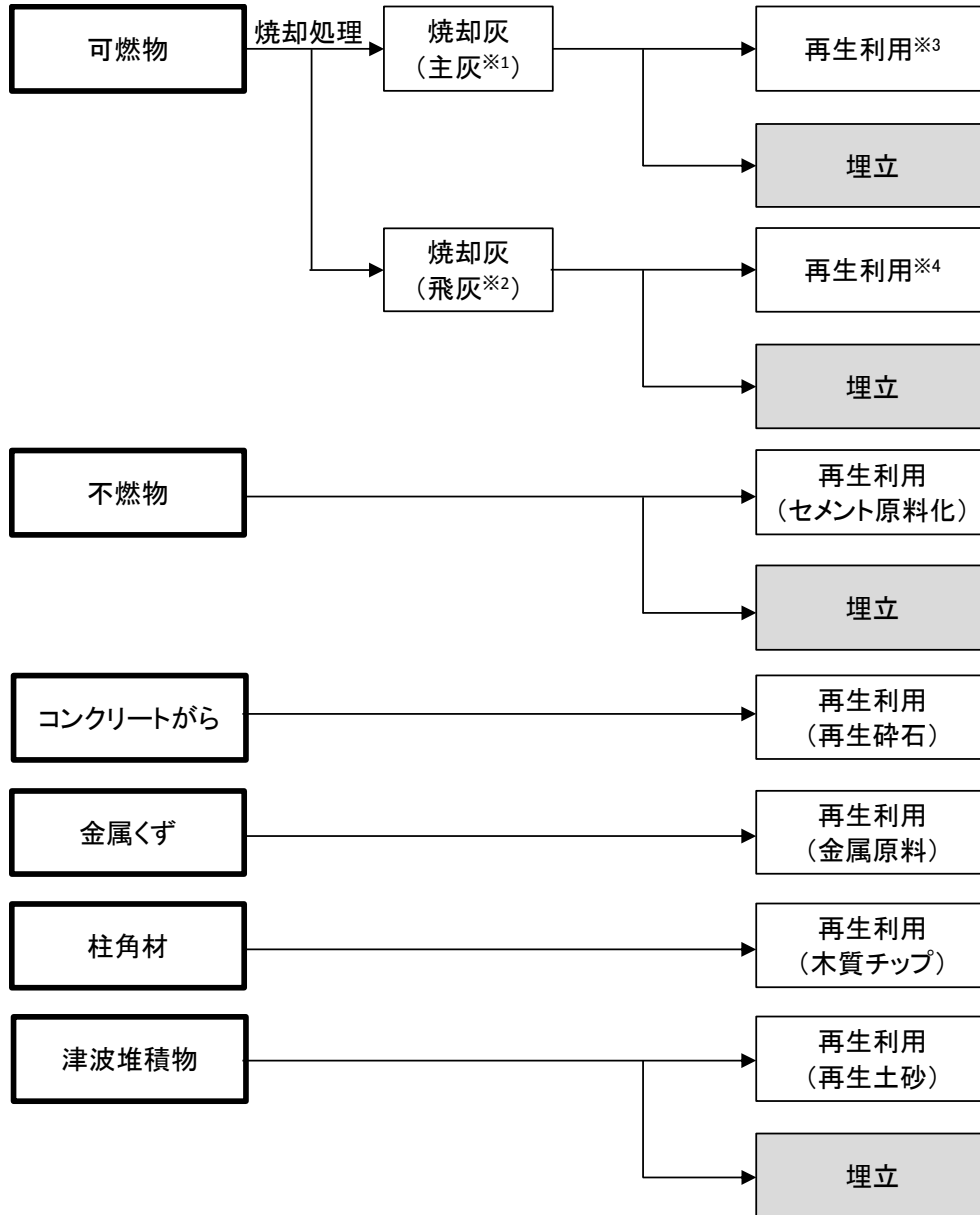 可燃物
焼却処理
焼却灰
（主灰※1）
再生利用※3
埋立
焼却灰
（飛灰※2）
再生利用※4
埋立
不燃物
再生利用
（セメント原料化）
埋立
コンクリートがら
再生利用
（再生砕石）
金属くず
再生利用
（金属原料）
柱角材
再生利用
（木質チップ）
津波堆積物
再生利用
（再生土砂）
埋立